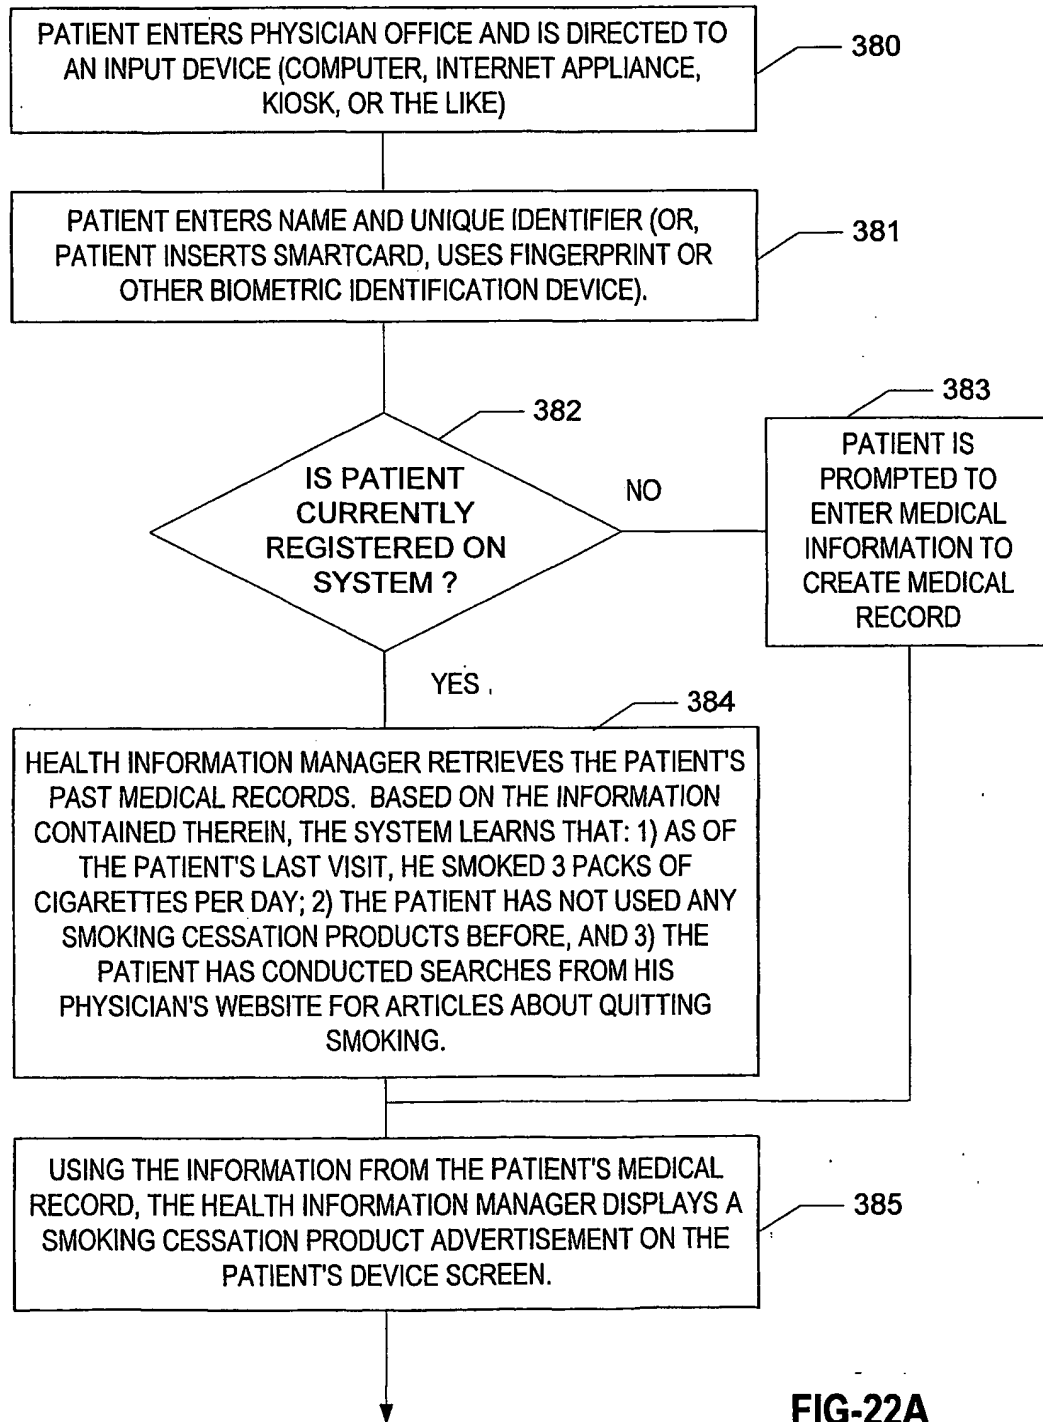 PATIENT ENTERS PHYSICIAN OFFICE AND IS DIRECTED TO
AN INPUT DEVICE (COMPUTER, INTERNET APPLIANCE,
KIOSK, OR THE LIKE)
380
PATIENT ENTERS NAME AND UNIQUE IDENTIFIER (OR,
PATIENT INSERTS SMARTCARD, USES FINGERPRINT OR
OTHER BIOMETRIC IDENTIFICATION DEVICE).
381
382
IS PATIENT
CURRENTLY
REGISTERED ON
SYSTEM ?
NO
383
PATIENT IS
PROMPTED TO
ENTER MEDICAL
INFORMATION TO
CREATE MEDICAL
RECORD
YES
384
HEALTH INFORMATION MANAGER RETRIEVES THE PATIENT'S
PAST MEDICAL RECORDS. BASED ON THE INFORMATION
CONTAINED THEREIN, THE SYSTEM LEARNS THAT: 1) AS OF
THE PATIENT'S LAST VISIT, HE SMOKED 3 PACKS OF
CIGARETTES PER DAY; 2) THE PATIENT HAS NOT USED ANY
SMOKING CESSATION PRODUCTS BEFORE, AND 3) THE
PATIENT HAS CONDUCTED SEARCHES FROM HIS
PHYSICIAN'S WEBSITE FOR ARTICLES ABOUT QUITTING
SMOKING.
USING THE INFORMATION FROM THE PATIENT'S MEDICAL
RECORD, THE HEALTH INFORMATION MANAGER DISPLAYS A
SMOKING CESSATION PRODUCT ADVERTISEMENT ON THE
PATIENT'S DEVICE SCREEN.
385
FIG-22A